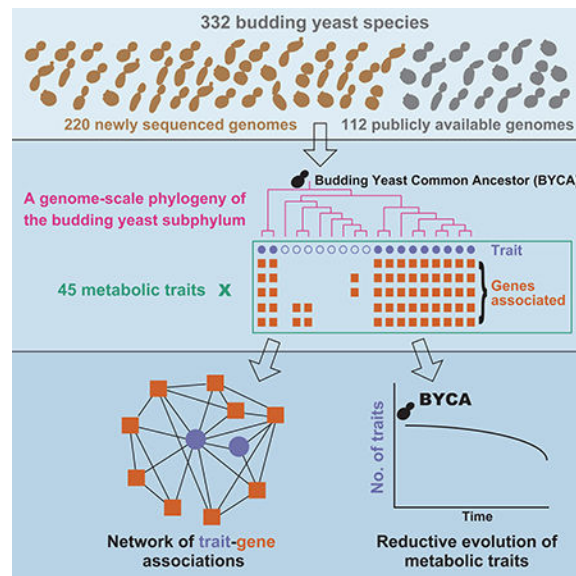 332 budding yeast species
220 newly sequenced genomes
112 publicly available genomes
Budding Yeast Common Ancestor (BYCA)
A genome-scale phylogeny of
the budding yeast subphylum
Trait
45 metabolic traits x
Genes
associated
BYCA
No. of traits
Time
Network of trait-gene
associations
Reductive evolution of
metabolic traits